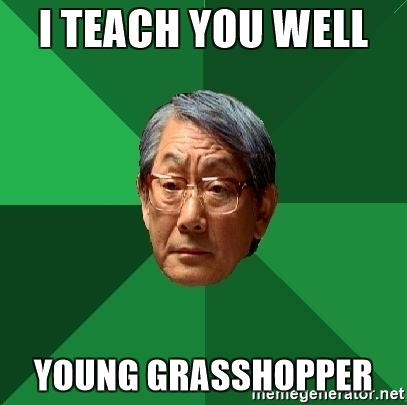 I TEACH YOU WELL
YOUNG GRASSHOPPER
memegenerator.net